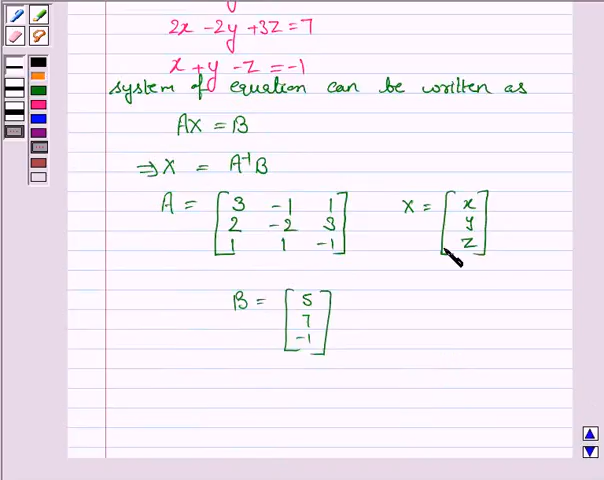 2x -2y +3z = 7
x + y - z = -1
system of equation can be written as
AX = B
⇒ X = A⁻¹B
A = [3 -1 1 X = [x
2 -2 3 y
1 1 -1] z]
B = [5
7
-1]